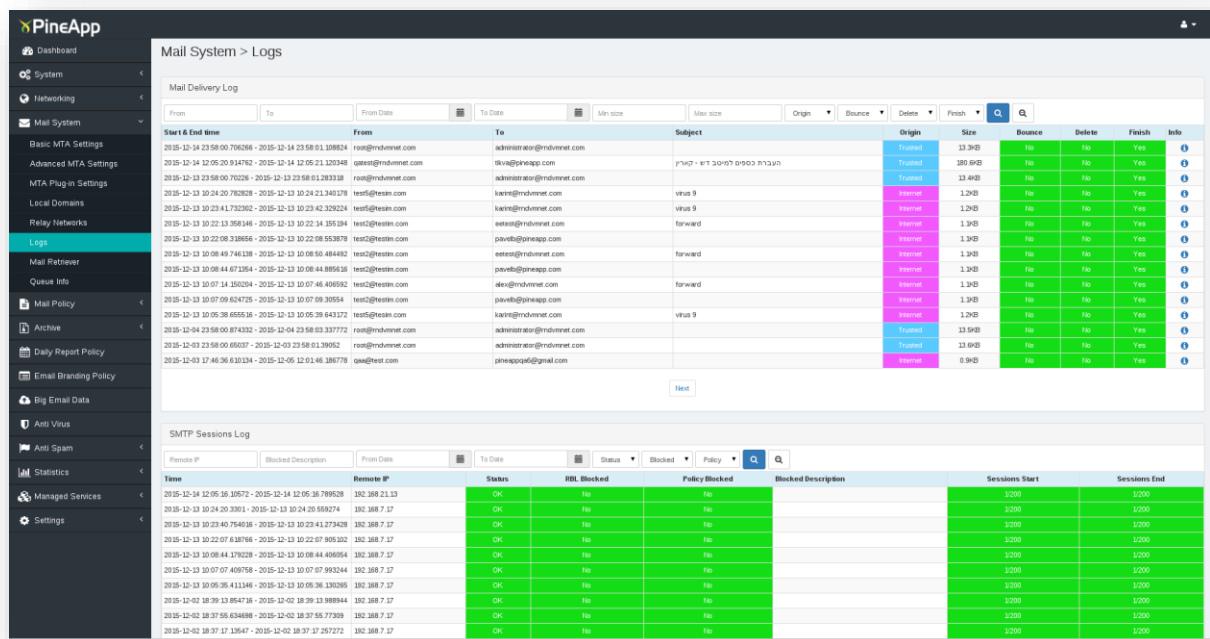 PineApp
Dashboard
System
Networking
Mail System
Basic MTA Settings
Advanced MTA Settings
MTA Plug-in Settings
Local Domains
Relay Networks
Logs
Mail Retriever
Queue Info
Mail Policy
Archive
Daily Report Policy
Email Branding Policy
Big Email Data
Anti Virus
Anti Spam
Statistics
Managed Services
Settings
Mail System > Logs
Mail Delivery Log
From To From Date To Date Min size Max size Origin Bounce Delete Finish
Start & End time From To Subject Origin Size Bounce Delete Finish Info
2015-12-14 23:58:00.706266 - 2015-12-14 23:58:01.108824 root@rndvmnet.com administrator@rndvmnet.com Trusted 13.3KB No No Yes
2015-12-14 12:05:20.914762 - 2015-12-14 12:05:21.120348 qatest@rndvmnet.com tikva@pineapp.com העברת כספים למיטב דש - קארין Trusted 180.6KB No No Yes
2015-12-13 23:58:00.70226 - 2015-12-13 23:58:01.283318 root@rndvmnet.com administrator@rndvmnet.com Trusted 13.4KB No No Yes
2015-12-13 10:24:20.782828 - 2015-12-13 10:24:21.340178 test5@tesim.com karint@rndvmnet.com virus 9 Internet 1.2KB No No Yes
2015-12-13 10:23:41.732302 - 2015-12-13 10:23:42.329224 test5@tesim.com karint@rndvmnet.com virus 9 Internet 1.2KB No No Yes
2015-12-13 10:22:13.358146 - 2015-12-13 10:22:14.155194 test2@testim.com eetest@rndvmnet.com forward Internet 1.1KB No No Yes
2015-12-13 10:22:08.318656 - 2015-12-13 10:22:08.553878 test2@testim.com pavelb@pineapp.com Internet 1.1KB No No Yes
2015-12-13 10:08:49.746138 - 2015-12-13 10:08:50.484492 test2@testim.com eetest@rndvmnet.com forward Internet 1.1KB No No Yes
2015-12-13 10:08:44.671354 - 2015-12-13 10:08:44.885616 test2@testim.com pavelb@pineapp.com Internet 1.1KB No No Yes
2015-12-13 10:07:14.150204 - 2015-12-13 10:07:46.406592 test2@testim.com alex@rndvmnet.com forward Internet 1.1KB No No Yes
2015-12-13 10:07:09.624725 - 2015-12-13 10:07:09.30554 test2@testim.com pavelb@pineapp.com Internet 1.1KB No No Yes
2015-12-13 10:05:38.655516 - 2015-12-13 10:05:39.643172 test5@tesim.com karint@rndvmnet.com virus 9 Internet 1.2KB No No Yes
2015-12-04 23:58:00.874332 - 2015-12-04 23:58:03.337772 root@rndvmnet.com administrator@rndvmnet.com Trusted 13.5KB No No Yes
2015-12-03 23:58:00.65037 - 2015-12-03 23:58:01.39052 root@rndvmnet.com administrator@rndvmnet.com Trusted 13.6KB No No Yes
2015-12-03 17:46:36.610134 - 2015-12-05 12:01:46.186778 qaa@test.com pineappqa6@gmail.com Internet 0.9KB No No Yes
Next
SMTP Sessions Log
Remote IP Blocked Description From Date To Date Status Blocked Policy
Time Remote IP Status RBL Blocked Policy Blocked Blocked Description Sessions Start Sessions End
2015-12-14 12:05:16.10572 - 2015-12-14 12:05:16.789528 192.168.21.13 OK No No 1/200 1/200
2015-12-13 10:24:20.3301 - 2015-12-13 10:24:20.559274 192.168.7.17 OK No No 1/200 1/200
2015-12-13 10:23:40.754016 - 2015-12-13 10:23:41.273428 192.168.7.17 OK No No 1/200 1/200
2015-12-13 10:22:07.618766 - 2015-12-13 10:22:07.905102 192.168.7.17 OK No No 1/200 1/200
2015-12-13 10:08:44.179228 - 2015-12-13 10:08:44.406054 192.168.7.17 OK No No 1/200 1/200
2015-12-13 10:07:07.409758 - 2015-12-13 10:07:07.993244 192.168.7.17 OK No No 1/200 1/200
2015-12-13 10:05:35.411146 - 2015-12-13 10:05:36.130265 192.168.7.17 OK No No 1/200 1/200
2015-12-02 18:39:13.854716 - 2015-12-02 18:39:13.988944 192.168.7.17 OK No No 1/200 1/200
2015-12-02 18:37:55.634698 - 2015-12-02 18:37:55.77309 192.168.7.17 OK No No 1/200 1/200
2015-12-02 18:37:17.13547 - 2015-12-02 18:37:17.257272 192.168.7.17 OK No No 1/200 1/200